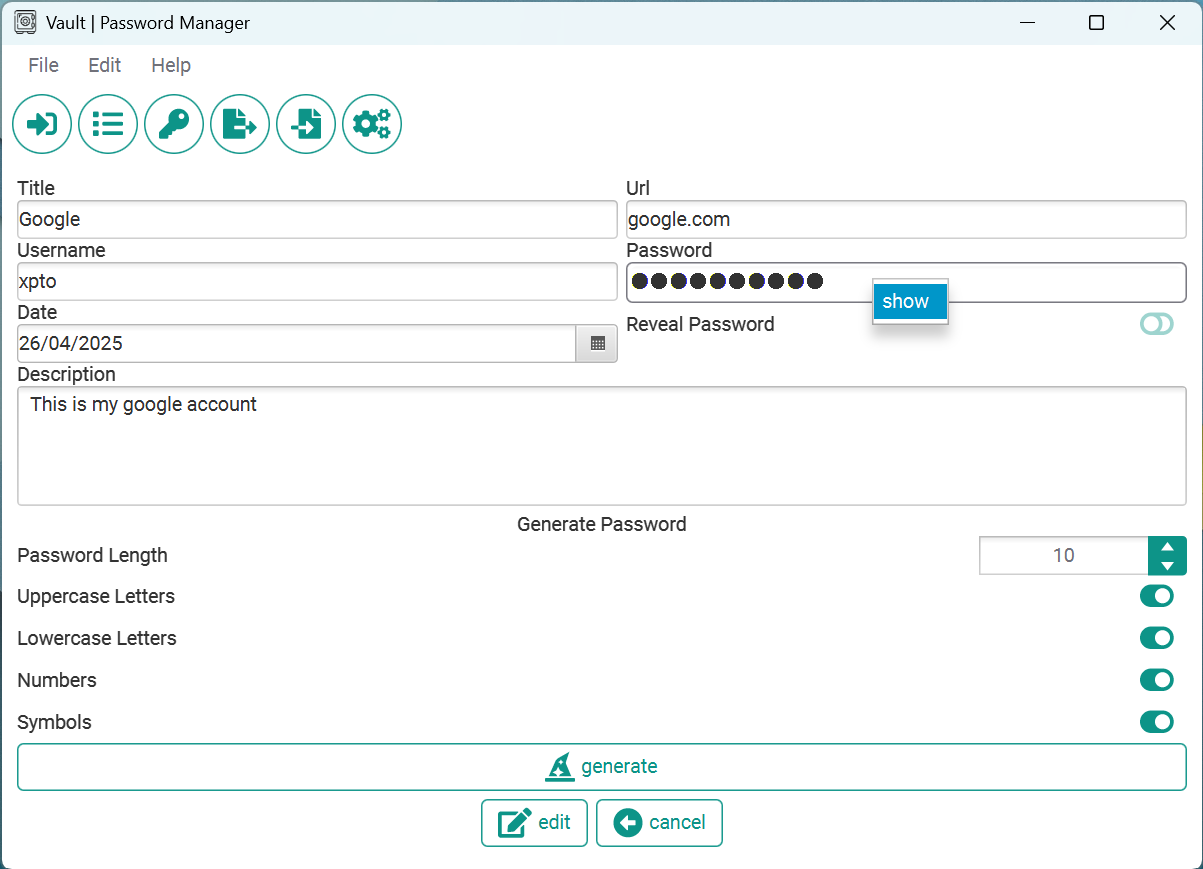 Vault | Password Manager
File Edit Help
Title Url
Google google.com
Username Password
xpto ●●●●●●●●●●
show
Date Reveal Password
26/04/2025
Description
This is my google account
Generate Password
Password Length 10
Uppercase Letters
Lowercase Letters
Numbers
Symbols
generate
edit cancel